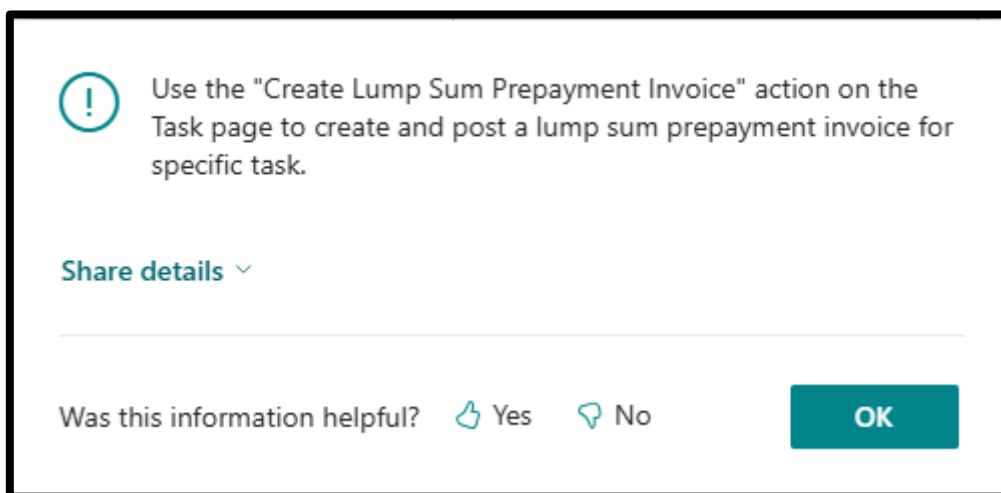 Use the "Create Lump Sum Prepayment Invoice" action on the
Task page to create and post a lump sum prepayment invoice for
specific task.
Share details
Was this information helpful? Yes No OK